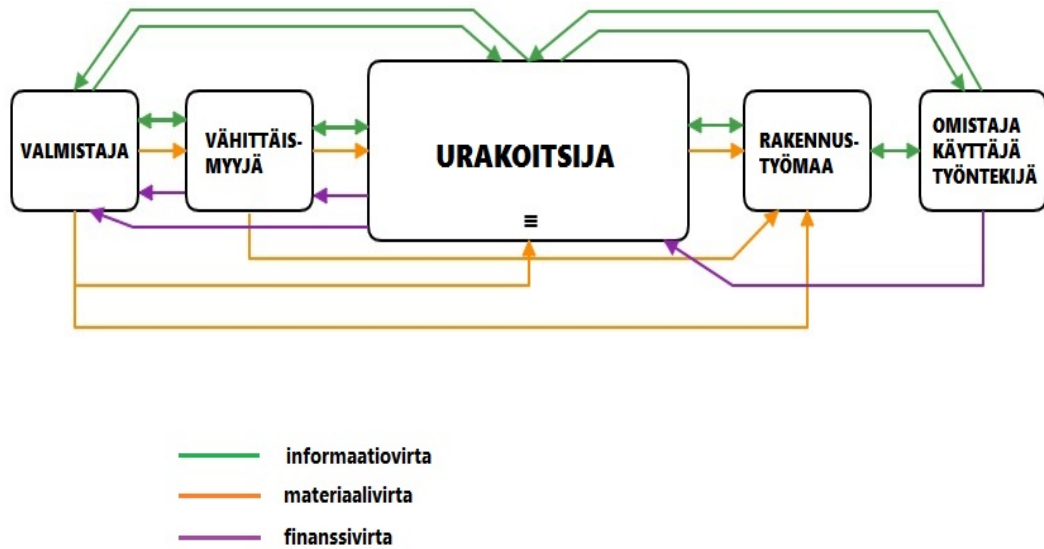 VALMISTAJA
VÄHITTÄIS-
MYYJÄ
URAKOITSIJA
RAKENNUS-
TYÖMAA
OMISTAJA
KÄYTTÄJÄ
TYÖNTEKIJÄ
informaatiovirta
materiaalivirta
finanssivirta